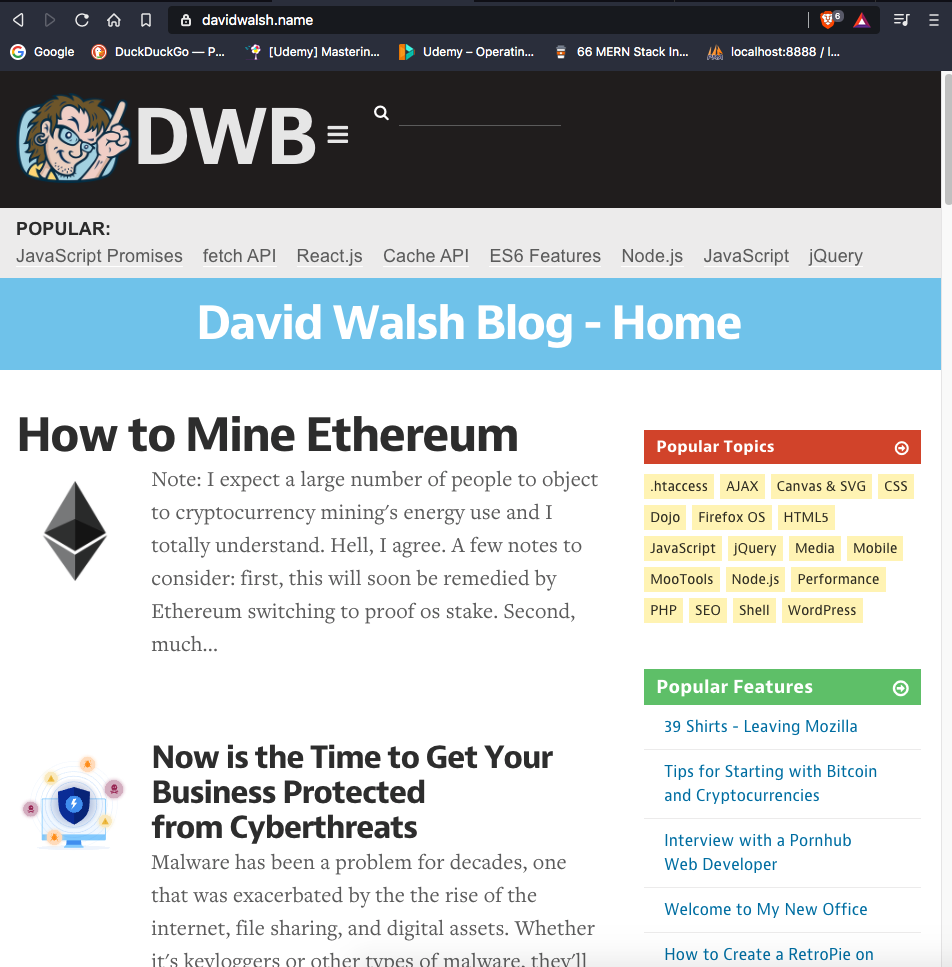 davidwalsh.name
6
Google DuckDuckGo — P... [Udemy] Masterin... Udemy – Operatin... 66 MERN Stack In... localhost:8888 / l...
DWB
POPULAR:
JavaScript Promises fetch API React.js Cache API ES6 Features Node.js JavaScript jQuery
David Walsh Blog - Home
How to Mine Ethereum
Note: I expect a large number of people to object
to cryptocurrency mining's energy use and I
totally understand. Hell, I agree. A few notes to
consider: first, this will soon be remedied by
Ethereum switching to proof os stake. Second,
much...
Now is the Time to Get Your
Business Protected
from Cyberthreats
Malware has been a problem for decades, one
that was exacerbated by the the rise of the
internet, file sharing, and digital assets. Whether
it's keyloggers or other types of malware, they'll
Popular Topics
.htaccess AJAX Canvas & SVG CSS
Dojo Firefox OS HTML5
JavaScript jQuery Media Mobile
MooTools Node.js Performance
PHP SEO Shell WordPress
Popular Features
39 Shirts - Leaving Mozilla
Tips for Starting with Bitcoin
and Cryptocurrencies
Interview with a Pornhub
Web Developer
Welcome to My New Office
How to Create a RetroPie on